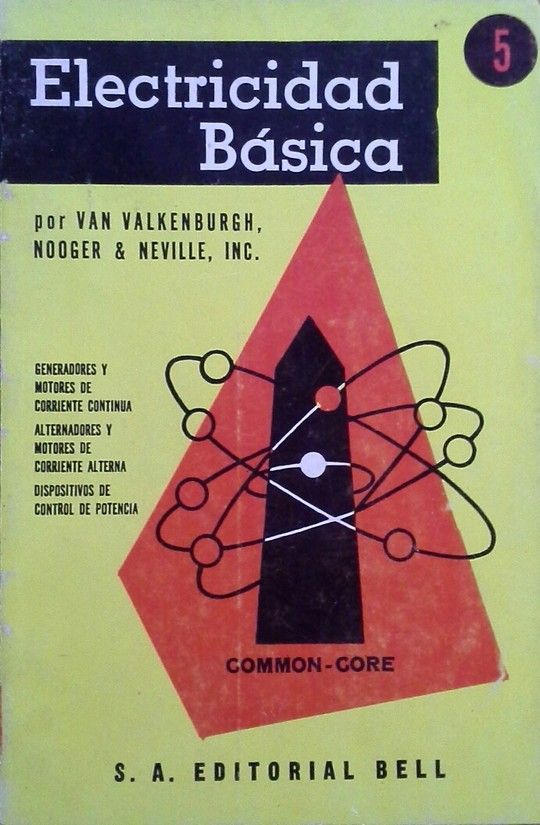 5
Electricidad
Básica
por VAN VALKENBURGH,
NOOGER & NEVILLE, INC.
GENERADORES Y
MOTORES DE
CORRIENTE CONTINUA
ALTERNADORES Y
MOTORES DE
CORRIENTE ALTERNA
DISPOSITIVOS DE
CONTROL DE POTENCIA
COMMON-CORE
S. A. EDITORIAL BELL